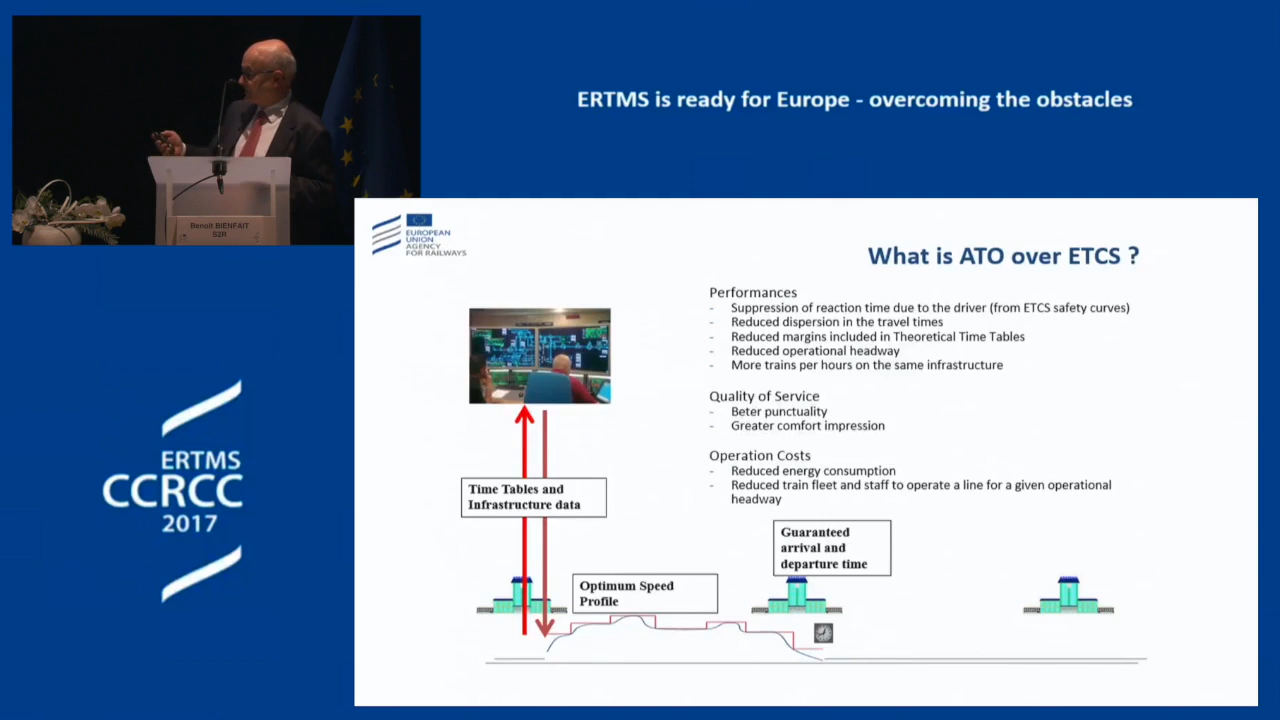 ERTMS is ready for Europe - overcoming the obstacles
Benoit BIENFAIT
S2R
EUROPEAN
UNION
AGENCY
FOR RAILWAYS
What is ATO over ETCS ?
Performances
- Suppression of reaction time due to the driver (from ETCS safety curves)
- Reduced dispersion in the travel times
- Reduced margins included in Theoretical Time Tables
- Reduced operational headway
- More trains per hours on the same infrastructure
Quality of Service
- Beter punctuality
- Greater comfort impression
Operation Costs
- Reduced energy consumption
- Reduced train fleet and staff to operate a line for a given operational
headway
Time Tables and
Infrastructure data
Guaranteed
arrival and
departure time
Optimum Speed
Profile
ERTMS
CCRCC
2017